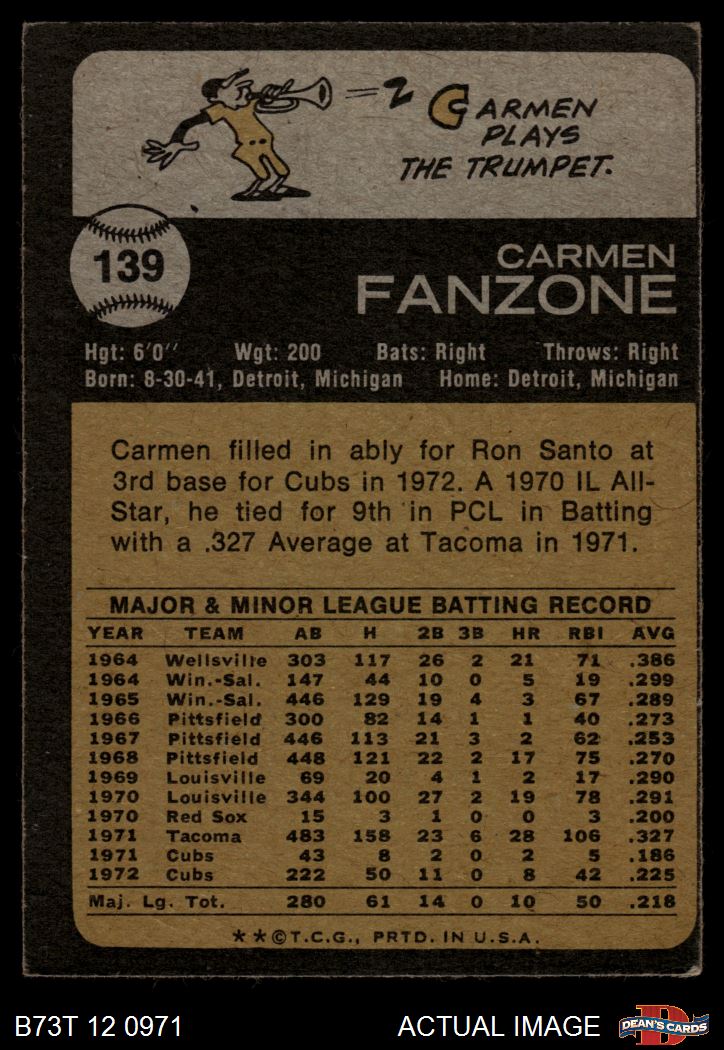 CARMEN
PLAYS
THE TRUMPET.
139
CARMEN
FANZONE
Hgt: 6'0'' Wgt: 200 Bats: Right Throws: Right
Born: 8-30-41, Detroit, Michigan Home: Detroit, Michigan
Carmen filled in ably for Ron Santo at
3rd base for Cubs in 1972. A 1970 IL All-
Star, he tied for 9th in PCL in Batting
with a .327 Average at Tacoma in 1971.
MAJOR & MINOR LEAGUE BATTING RECORD
YEAR TEAM AB H 2B 3B HR RBI AVG
1964 Wellsville 303 117 26 2 21 71 .386
1964 Win.-Sal. 147 44 10 0 5 19 .299
1965 Win.-Sal. 446 129 19 4 3 67 .289
1966 Pittsfield 300 82 14 1 1 40 .273
1967 Pittsfield 446 113 21 3 2 62 .253
1968 Pittsfield 448 121 22 2 17 75 .270
1969 Louisville 69 20 4 1 2 17 .290
1970 Louisville 344 100 27 2 19 78 .291
1970 Red Sox 15 3 1 0 0 3 .200
1971 Tacoma 483 158 23 6 28 106 .327
1971 Cubs 43 8 2 0 2 5 .186
1972 Cubs 222 50 11 0 8 42 .225
Maj. Lg. Tot. 280 61 14 0 10 50 .218
**©T.C.G., PRTD. IN U.S.A.
B73T 12 0971 ACTUAL IMAGE
D
DEAN'S CARDS